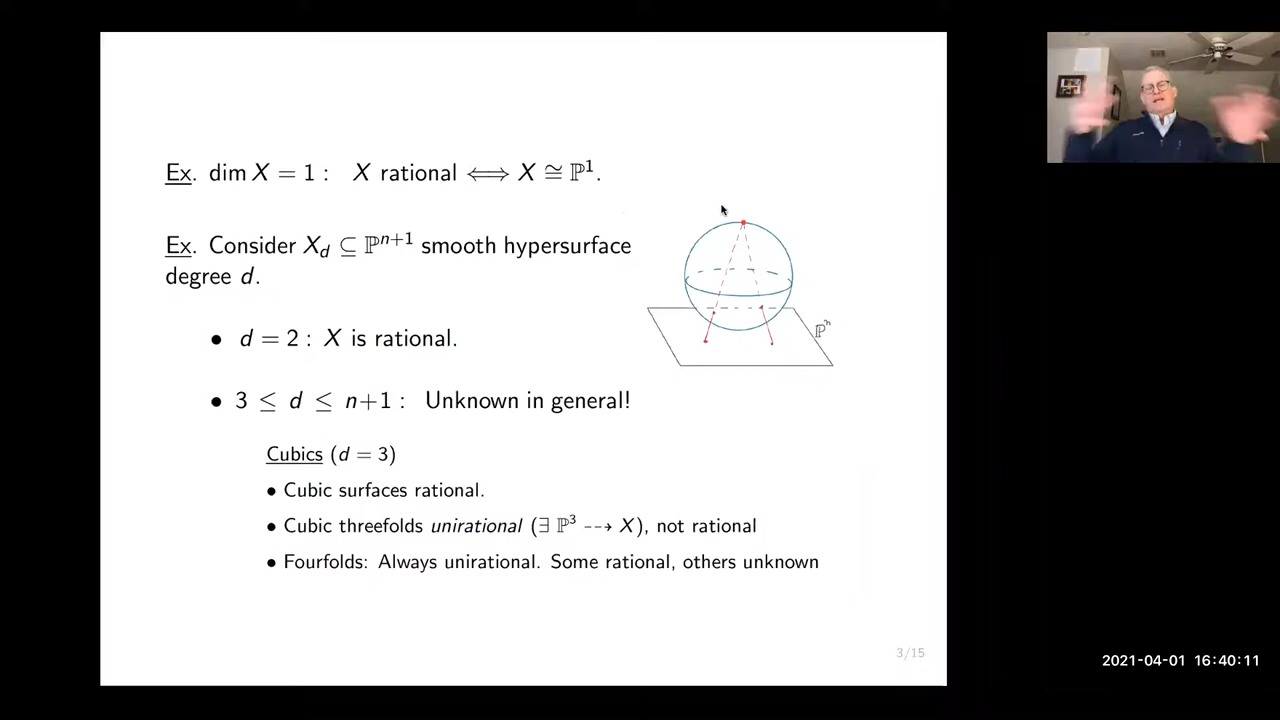 Ex. dim X = 1 : X rational ⟺ X ≅ ℙ¹.
Ex. Consider X_d ⊆ ℙⁿ⁺¹ smooth hypersurface
degree d.
ℙⁿ
• d = 2 : X is rational.
• 3 ≤ d ≤ n+1 : Unknown in general!
Cubics (d = 3)
• Cubic surfaces rational.
• Cubic threefolds unirational (∃ ℙ³ ⇢ X), not rational
• Fourfolds: Always unirational. Some rational, others unknown
3/15
2021-04-01 16:40:11